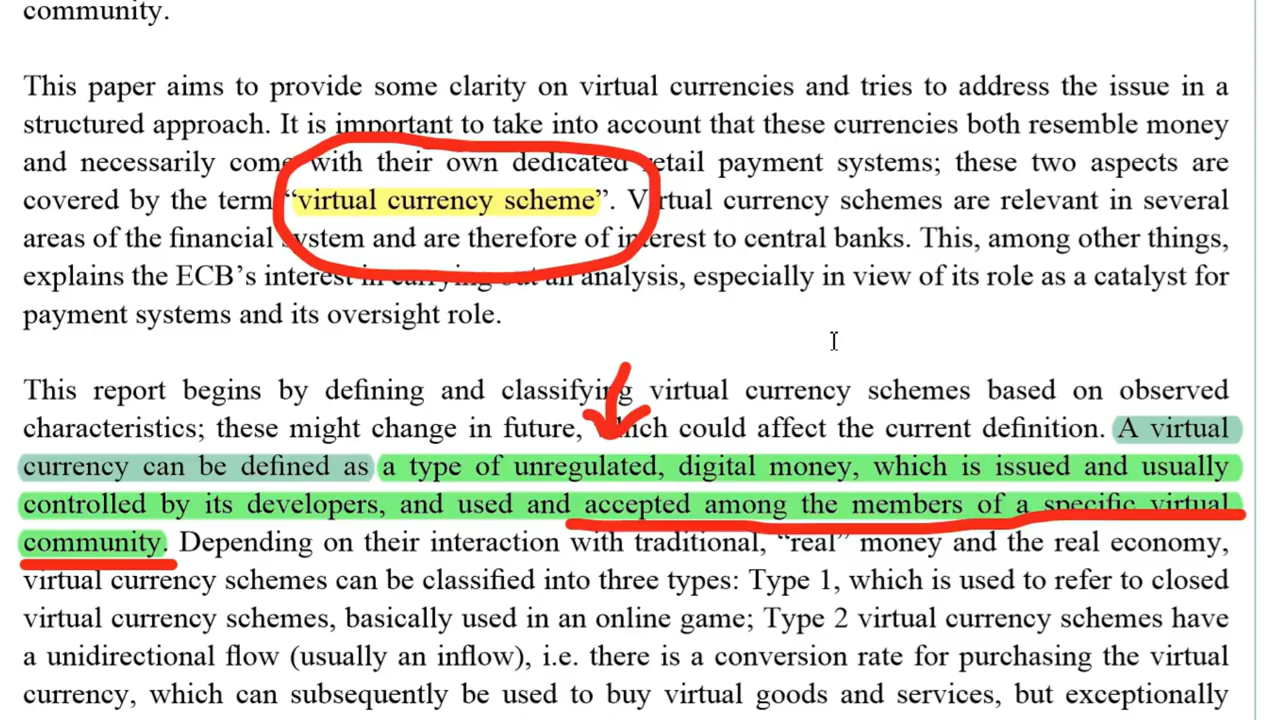 community.
This paper aims to provide some clarity on virtual currencies and tries to address the issue in a
structured approach. It is important to take into account that these currencies both resemble money
and necessarily come with their own dedicated retail payment systems; these two aspects are
covered by the term “virtual currency scheme”. Virtual currency schemes are relevant in several
areas of the financial system and are therefore of interest to central banks. This, among other things,
explains the ECB’s interest in carrying out an analysis, especially in view of its role as a catalyst for
payment systems and its oversight role.
This report begins by defining and classifying virtual currency schemes based on observed
characteristics; these might change in future, which could affect the current definition. A virtual
currency can be defined as a type of unregulated, digital money, which is issued and usually
controlled by its developers, and used and accepted among the members of a specific virtual
community. Depending on their interaction with traditional, “real” money and the real economy,
virtual currency schemes can be classified into three types: Type 1, which is used to refer to closed
virtual currency schemes, basically used in an online game; Type 2 virtual currency schemes have
a unidirectional flow (usually an inflow), i.e. there is a conversion rate for purchasing the virtual
currency, which can subsequently be used to buy virtual goods and services, but exceptionally